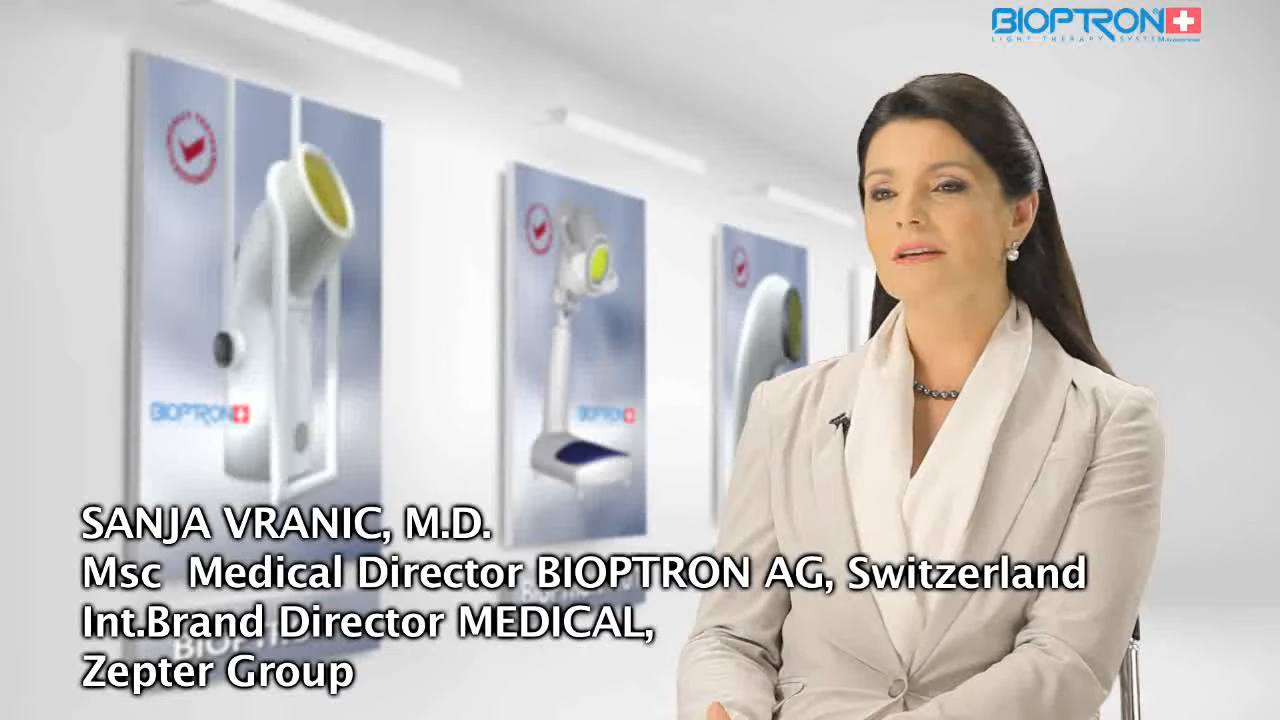 BIOPTRON
LIGHT THERAPY SYSTEM
BIOPTRON
BIOPTRON
SANJA VRANIC, M.D.
Msc Medical Director BIOPTRON AG, Switzerland
Int.Brand Director MEDICAL,
Zepter Group